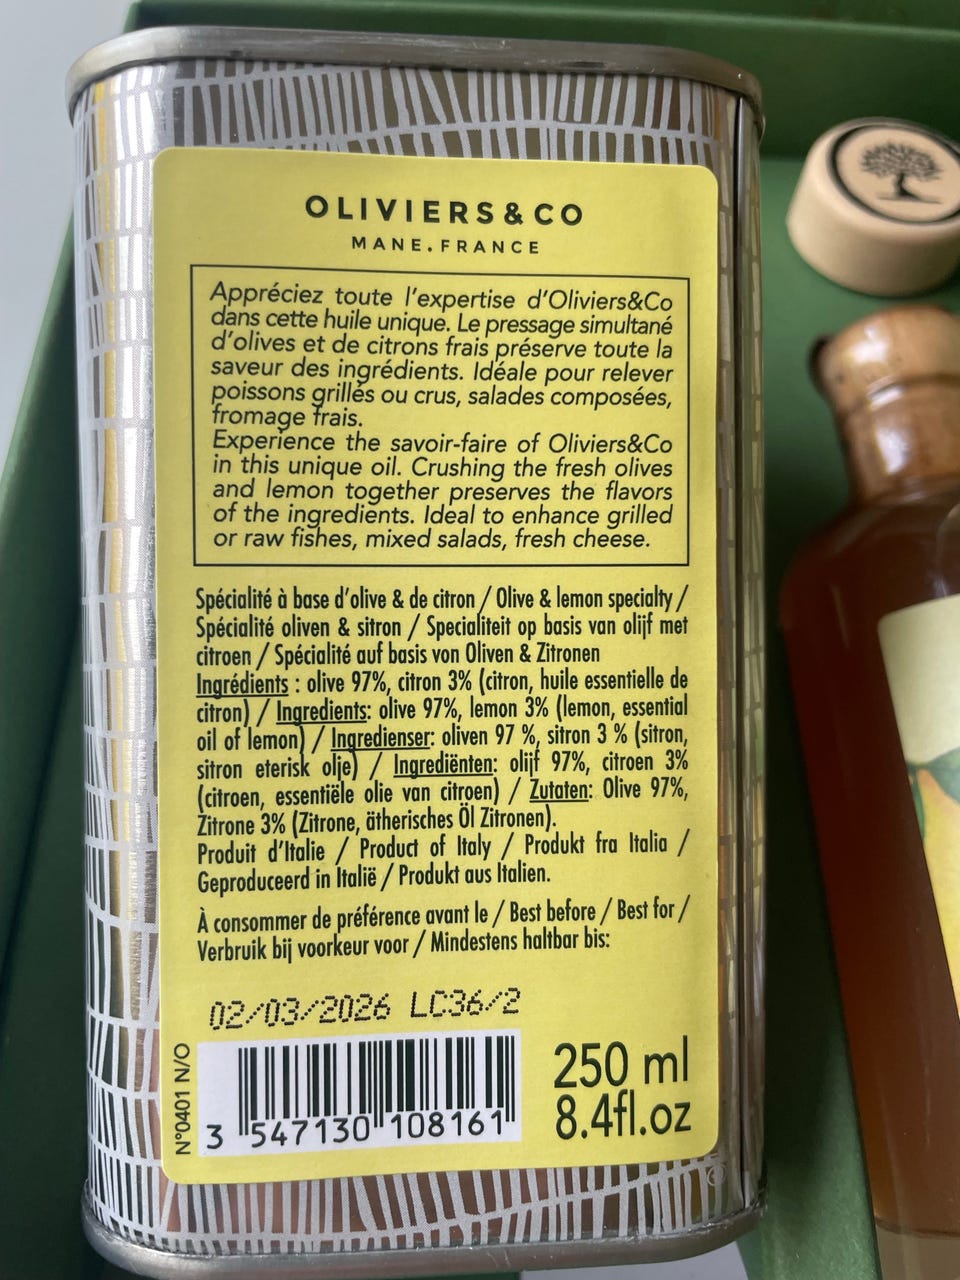 OLIVIERS & CO
MANE.FRANCE
Appréciez toute l'expertise d'Oliviers&Co
dans cette huile unique. Le pressage simultané
d'olives et de citrons frais préserve toute la
saveur des ingrédients. Idéale pour relever
poissons grillés ou crus, salades composées,
fromage frais.
Experience the savoir-faire of Oliviers&Co
in this unique oil. Crushing the fresh olives
and lemon together preserves the flavors
of the ingredients. Ideal to enhance grilled
or raw fishes, mixed salads, fresh cheese.
Spécialité à base d'olive & de citron / Olive & lemon specialty /
Spécialité oliven & sitron / Specialiteit op basis van olijf met
citroen / Spécialité auf basis von Oliven & Zitronen
Ingrédients : olive 97%, citron 3% (citron, huile essentielle de
citron) / Ingredients: olive 97%, lemon 3% (lemon, essential
oil of lemon) / Ingredienser: oliven 97 %, sitron 3 % (sitron,
sitron eterisk olje) / Ingrediënten: olijf 97%, citroen 3%
(citroen, essentiële olie van citroen) / Zutaten: Olive 97%,
Zitrone 3% (Zitrone, ätherisches Öl Zitronen).
Produit d'Italie / Product of Italy / Produkt fra Italia /
Geproduceerd in Italië / Produkt aus Italien.
À consommer de préférence avant le / Best before / Best for /
Verbruik bij voorkeur voor / Mindestens haltbar bis:
02/03/2026 LC36/2
N°0401 N/O
3 547130 108161
250 ml
8.4fl.oz